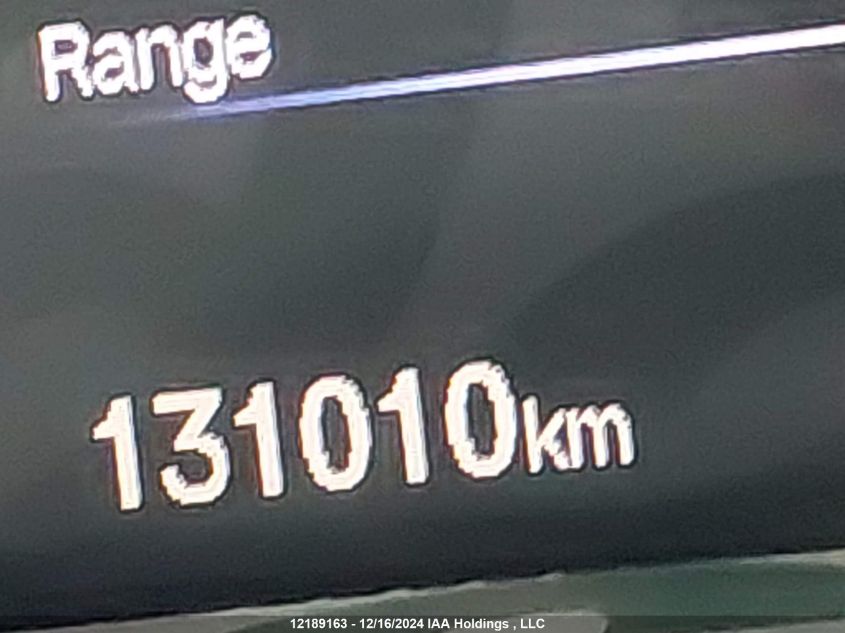 Range
131010km
12189163 - 12/16/2024 IAA Holdings , LLC